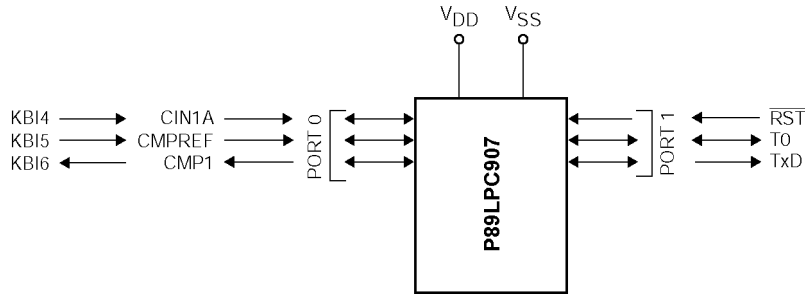 VDD VSS
KBI4 CIN1A
KBI5 CMPREF
KBI6 CMP1
PORT 0
P89LPC907
PORT 1
RST
T0
TxD